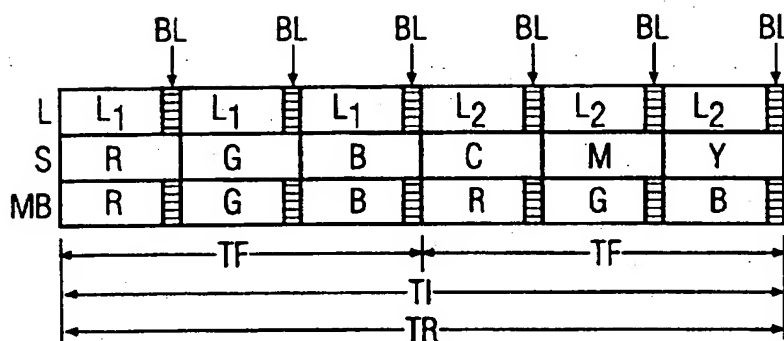 BL BL BL BL BL BL
L L1 L1 L1 L2 L2 L2
S R G B C M Y
MB R G B R G B
TF TF
TI
TR